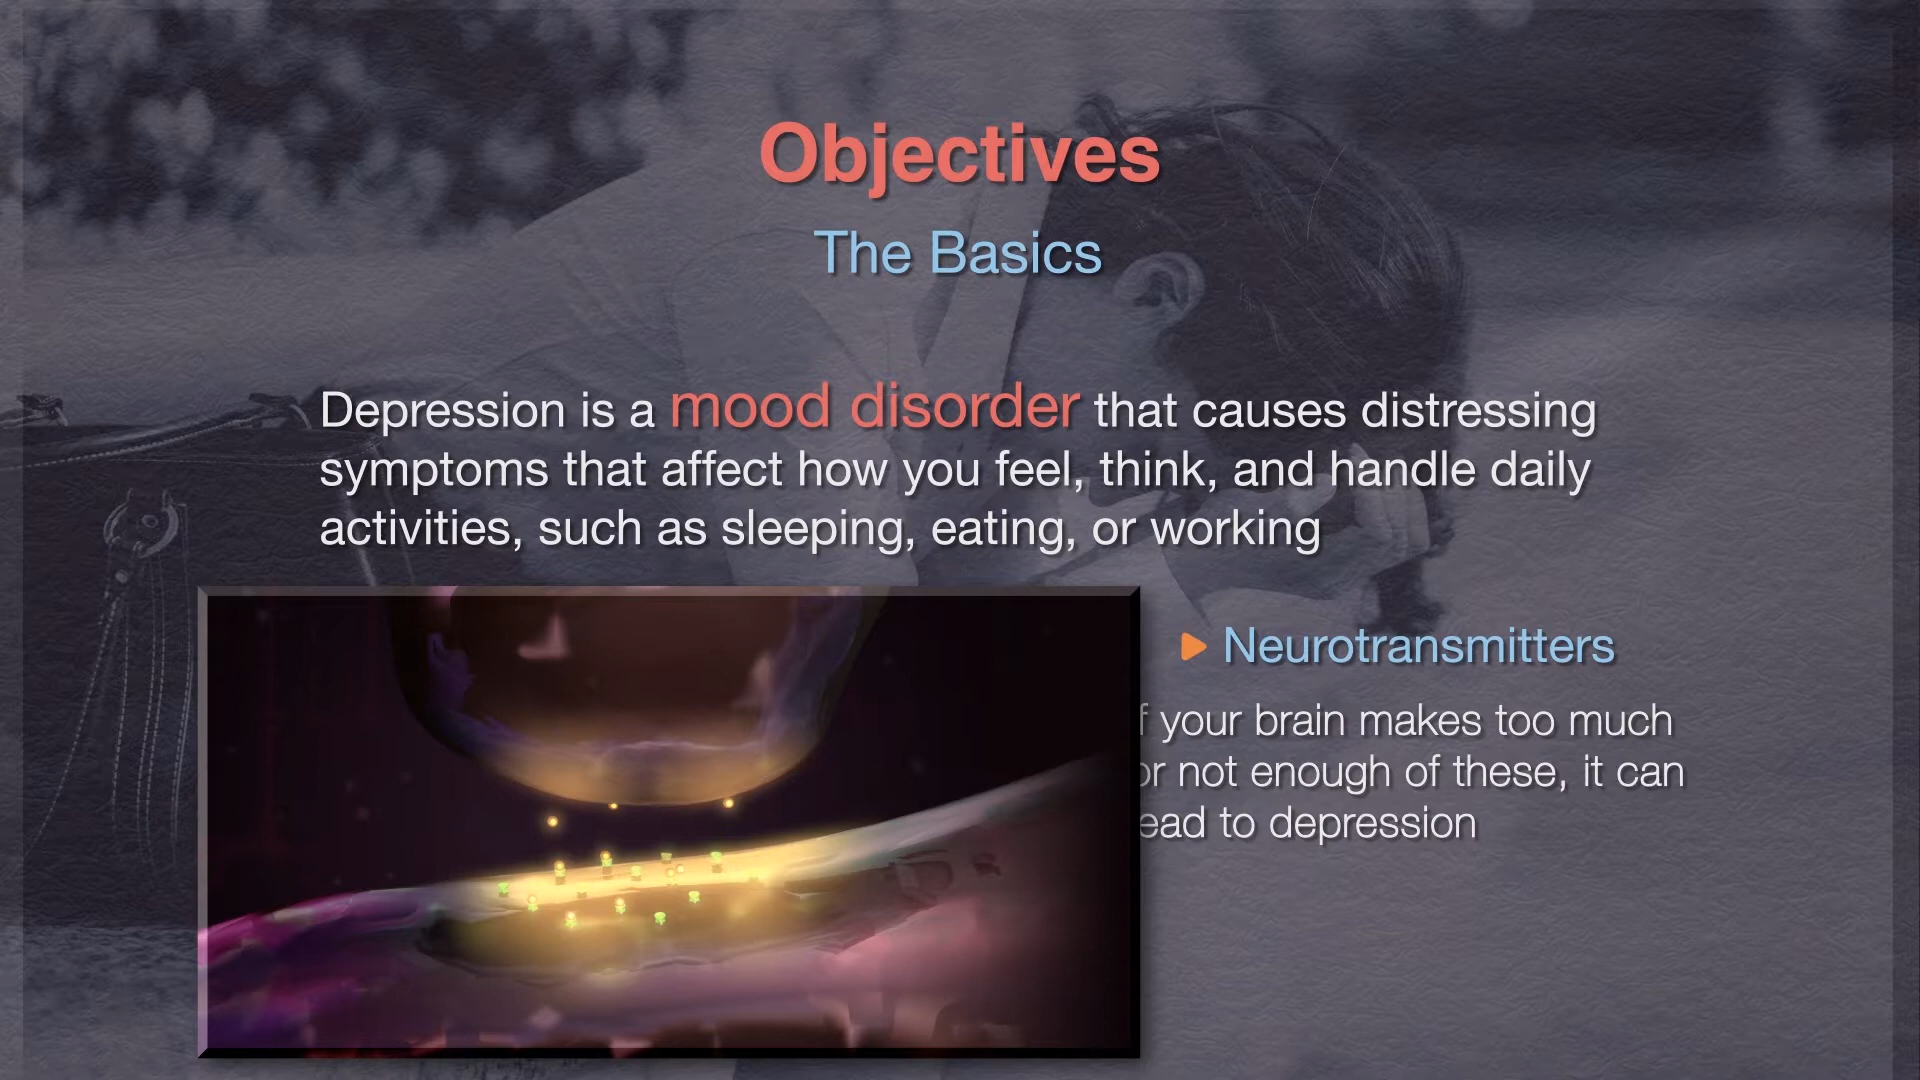 Objectives
The Basics
Depression is a mood disorder that causes distressing
symptoms that affect how you feel, think, and handle daily
activities, such as sleeping, eating, or working
Neurotransmitters
f your brain makes too much
or not enough of these, it can
ead to depression